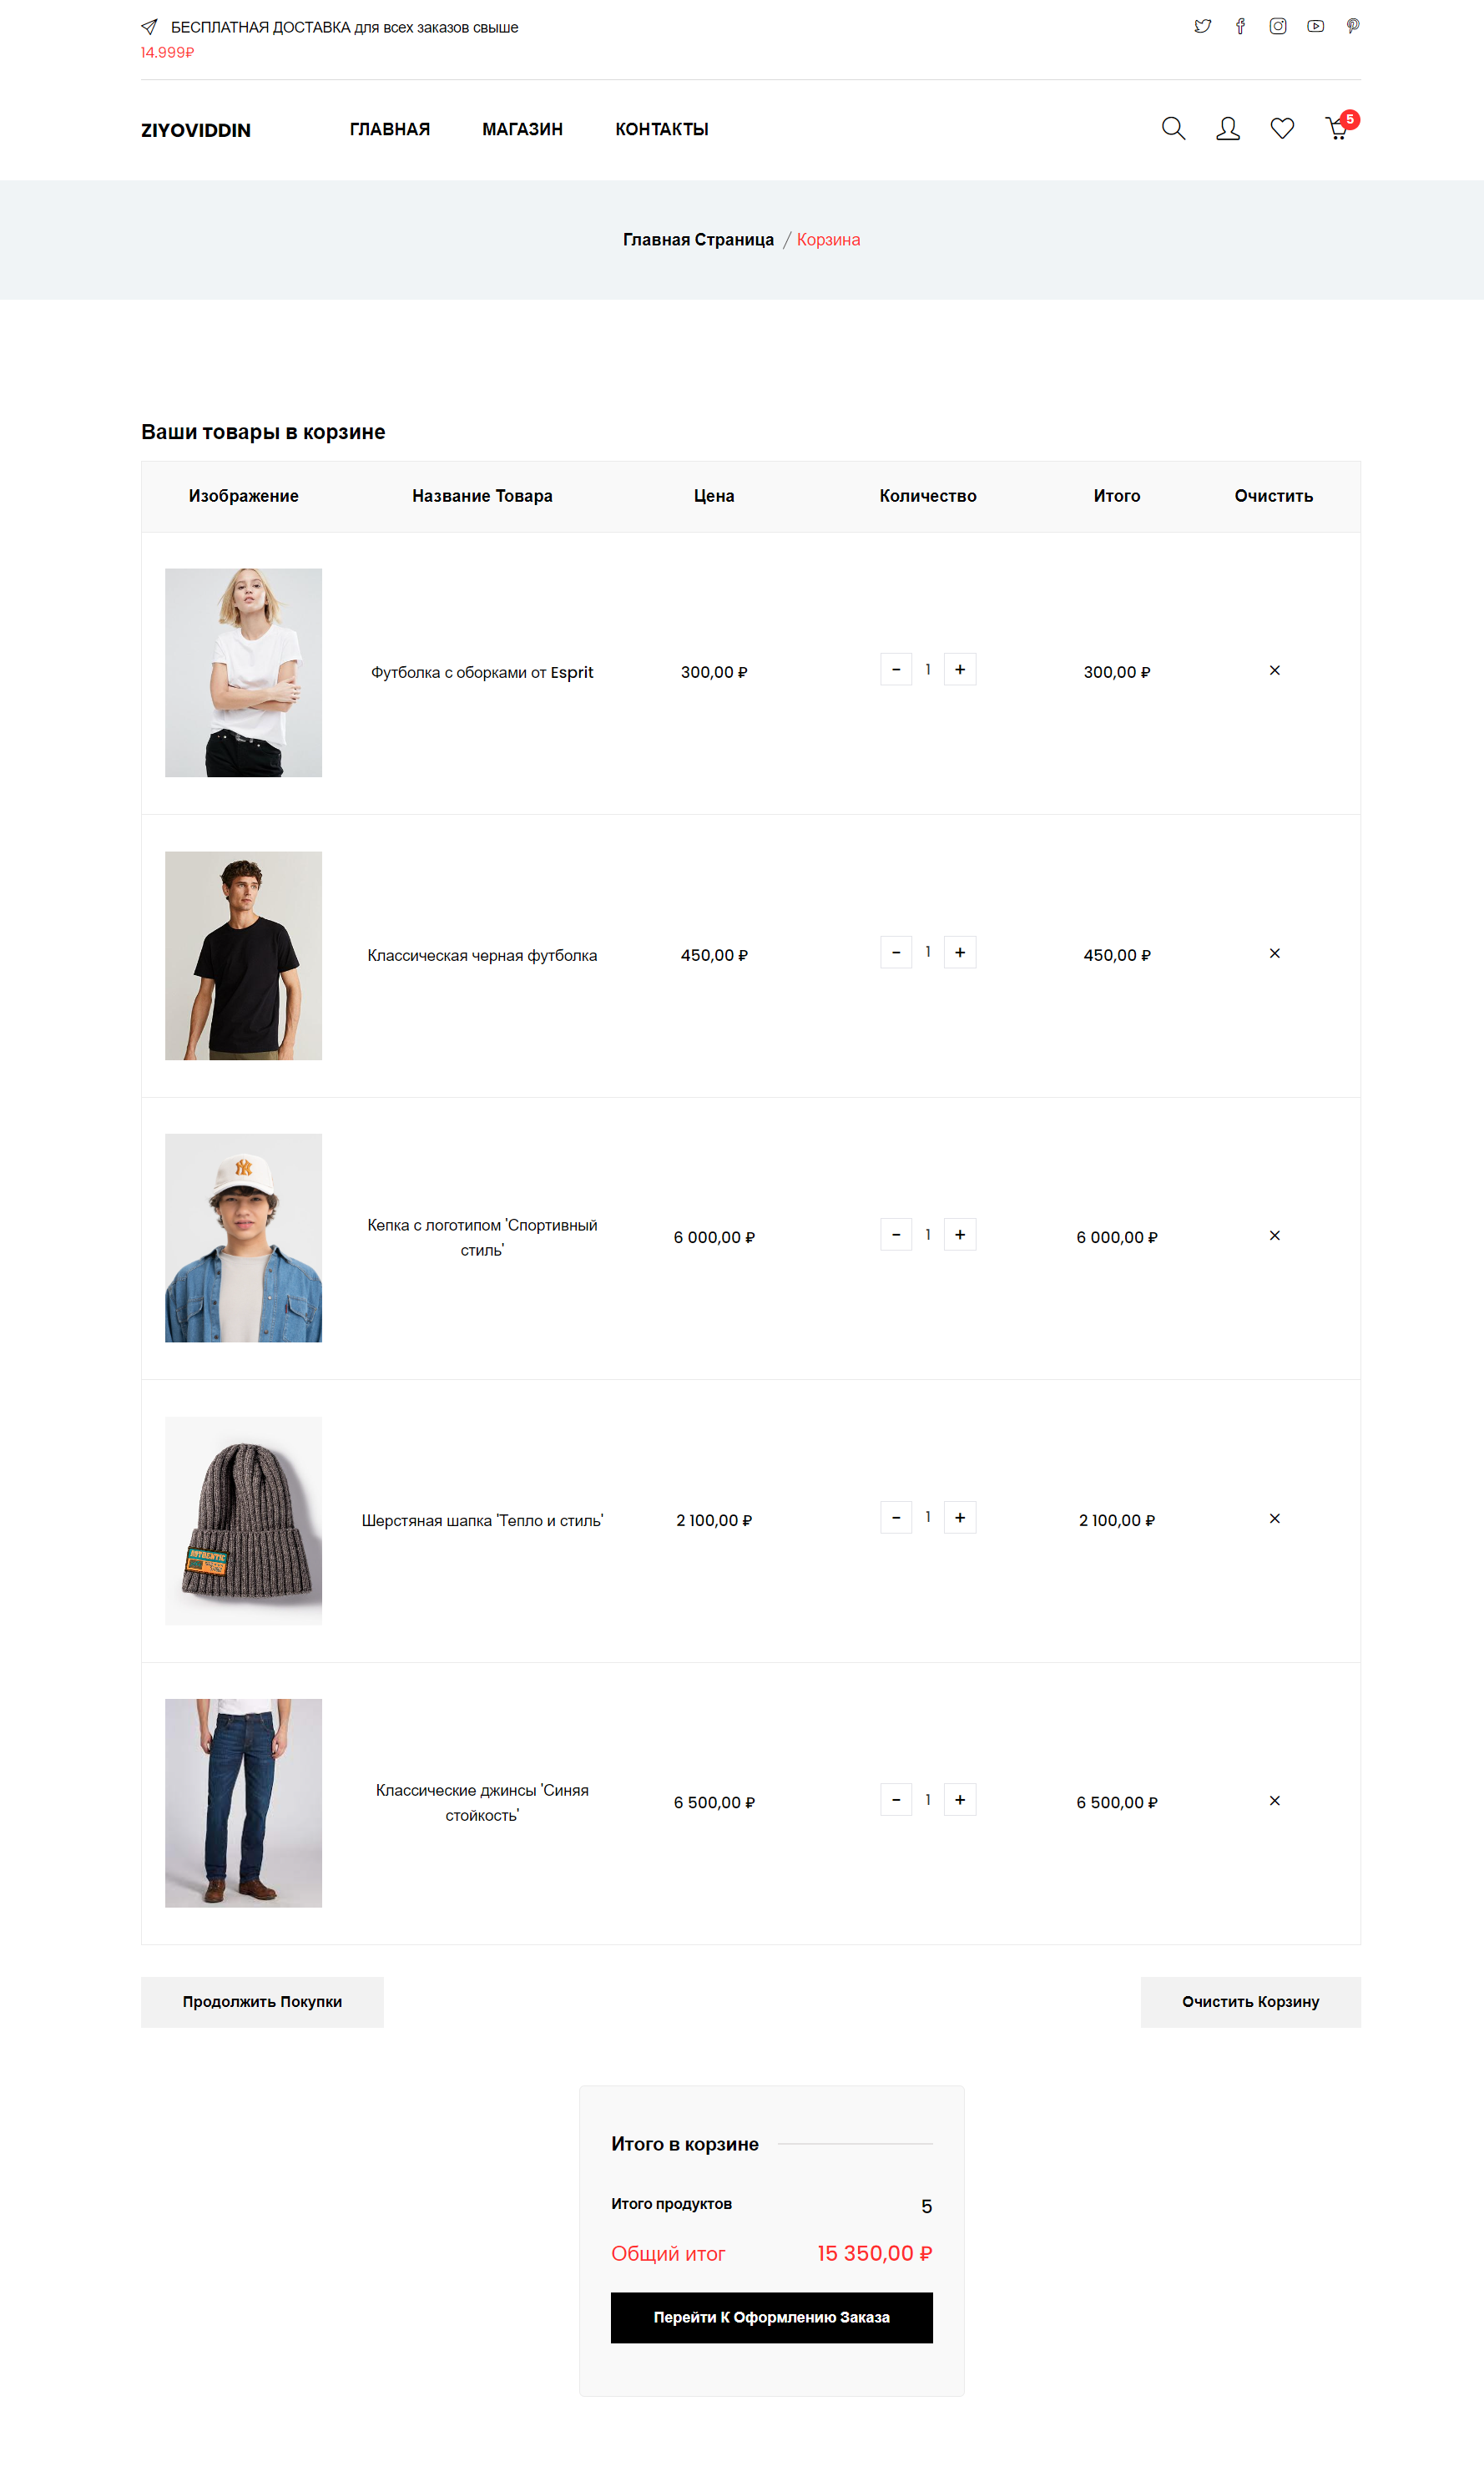 БЕСПЛАТНАЯ ДОСТАВКА для всех заказов свыше
14.999₽
ZIYOVIDDIN
ГЛАВНАЯ МАГАЗИН КОНТАКТЫ
5
Главная Страница / Корзина
Ваши товары в корзине
Изображение Название Товара Цена Количество Итого Очистить
Футболка с оборками от Esprit 300,00 ₽ - 1 + 300,00 ₽ ×
Классическая черная футболка 450,00 ₽ - 1 + 450,00 ₽ ×
Кепка с логотипом 'Спортивный
стиль' 6 000,00 ₽ - 1 + 6 000,00 ₽ ×
AUTHENTIC
Шерстяная шапка 'Тепло и стиль' 2 100,00 ₽ - 1 + 2 100,00 ₽ ×
Классические джинсы 'Синяя
стойкость' 6 500,00 ₽ - 1 + 6 500,00 ₽ ×
Продолжить Покупки Очистить Корзину
Итого в корзине
Итого продуктов 5
Общий итог 15 350,00 ₽
Перейти К Оформлению Заказа